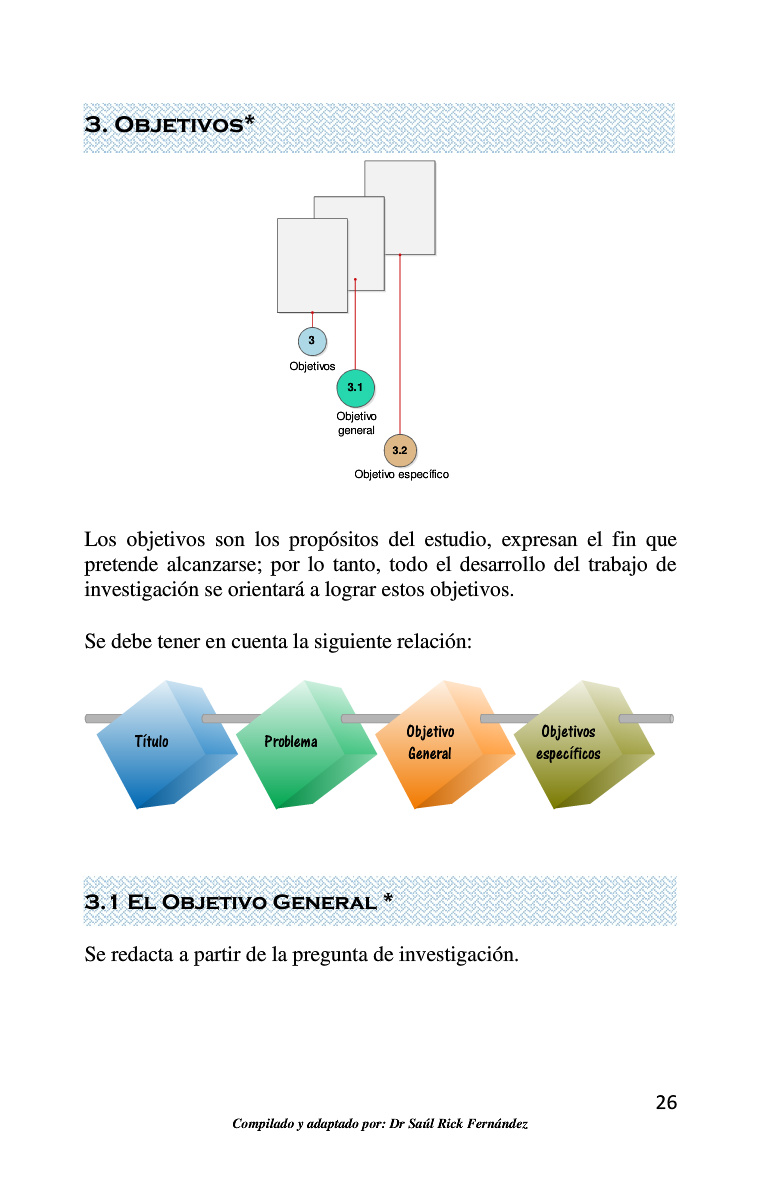 3. OBJETIVOS*
3
Objetivos
3.1
Objetivo
general
3.2
Objetivo específico
Los objetivos son los propósitos del estudio, expresan el fin que
pretende alcanzarse; por lo tanto, todo el desarrollo del trabajo de
investigación se orientará a lograr estos objetivos.
Se debe tener en cuenta la siguiente relación:
Título
Problema
Objetivo
General
Objetivos
específicos
3.1 EL OBJETIVO GENERAL *
Se redacta a partir de la pregunta de investigación.
26
Compilado y adaptado por: Dr Saúl Rick Fernández